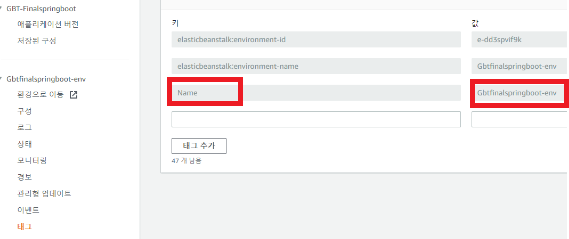 GBT-Finalspringboot
애플리케이션 버전
저장된 구성
Gbtfinalspringboot-env
환경으로 이동
구성
로그
상태
모니터링
경보
관리형 업데이트
이벤트
태그
키 값
elasticbeanstalk:environment-id e-dd3spvif9k
elasticbeanstalk:environment-name Gbtfinalspringboot-env
Name Gbtfinalspringboot-env
태그 추가
47 개 남음